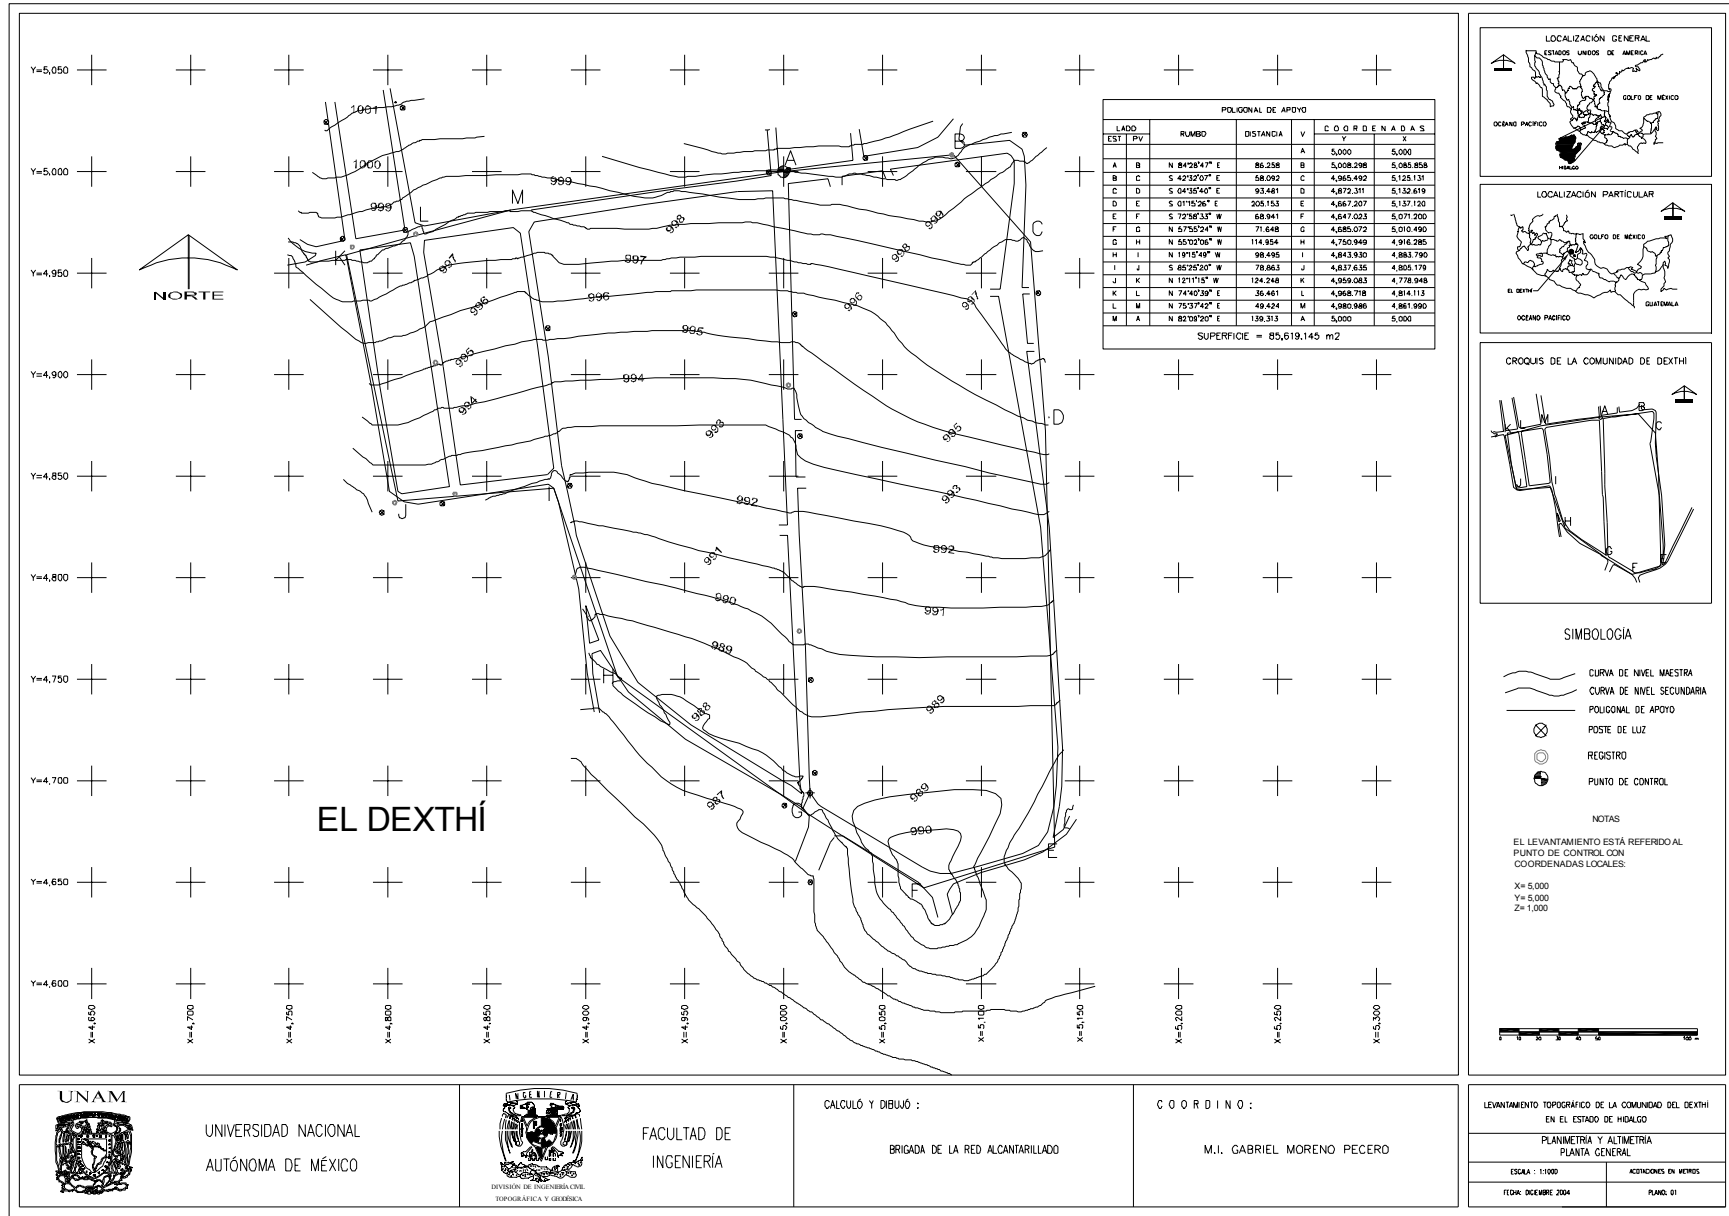 Y=5,050
Y=5,000
Y=4,950
Y=4,900
Y=4,850
Y=4,800
Y=4,750
Y=4,700
Y=4,650
Y=4,600
X=4,650
X=4,700
X=4,750
X=4,800
X=4,850
X=4,900
X=4,950
X=5,000
X=5,050
X=5,100
X=5,150
X=5,200
X=5,250
X=5,300
NORTE
EL DEXTHÍ
1001
1000
999
999
999
998
998
997
997
997
996
996
996
995
995
995
994
994
993
993
992
992
991
991
990
990
989
989
989
988
987
A
B
C
D
E
F
G
H
I
J
K
L
M
POLIGONAL DE APOYO
LADO RUMBO DISTANCIA V COORDENADAS
EST PV Y X
A 5,000 5,000
A B N 84°28'47" E 86.258 B 5,008.298 5,085.858
B C S 42°32'07" E 58.092 C 4,965.492 5,125.131
C D S 04°35'40" E 93.481 D 4,872.311 5,132.619
D E S 01°15'26" E 205.153 E 4,667.207 5,137.120
E F S 72°58'33" W 68.941 F 4,647.023 5,071.200
F G N 57°55'24" W 71.648 G 4,685.072 5,010.490
G H N 55°02'06" W 114.954 H 4,750.949 4,916.285
H I N 19°15'49" W 98.495 I 4,843.930 4,883.790
I J S 85°25'20" W 78.863 J 4,837.635 4,805.179
J K N 12°11'15" W 124.248 K 4,959.083 4,778.948
K L N 74°40'39" E 36.461 L 4,968.718 4,814.113
L M N 75°37'42" E 49.424 M 4,980.986 4,861.990
M A N 82°09'20" E 139.313 A 5,000 5,000
SUPERFICIE = 85,619.145 m2
LOCALIZACIÓN GENERAL
ESTADOS UNIDOS DE AMERICA
GOLFO DE MÉXICO
OCÉANO PACÍFICO
HIDALGO
LOCALIZACIÓN PARTÍCULAR
GOLFO DE MÉXICO
EL DEXTHÍ
GUATEMALA
OCÉANO PACÍFICO
CROQUIS DE LA COMUNIDAD DE DEXTHÍ
K
L
M
A
B
C
J
I
H
G
F
E
SIMBOLOGÍA
CURVA DE NIVEL MAESTRA
CURVA DE NIVEL SECUNDARIA
POLIGONAL DE APOYO
POSTE DE LUZ
REGISTRO
PUNTO DE CONTROL
NOTAS
EL LEVANTAMIENTO ESTÁ REFERIDO AL
PUNTO DE CONTROL CON
COORDENADAS LOCALES:
X= 5,000
Y= 5,000
Z= 1,000
0 10 20 30 40 50 100 m
UNAM
UNIVERSIDAD NACIONAL
AUTÓNOMA DE MÉXICO
INGENIERIA
DIVISIÓN DE INGENIERÍA CIVIL
TOPOGRÁFICA Y GEODÉSICA
FACULTAD DE
INGENIERÍA
CALCULÓ Y DIBUJÓ :
BRIGADA DE LA RED ALCANTARILLADO
COORDINO:
M.I. GABRIEL MORENO PECERO
LEVANTAMIENTO TOPOGRÁFICO DE LA COMUNIDAD DEL DEXTHÍ
EN EL ESTADO DE HIDALGO
PLANIMETRÍA Y ALTIMETRÍA
PLANTA GENERAL
ESCALA : 1:1000
ACOTACIONES EN METROS
FECHA: DICIEMBRE 2004
PLANO: 01